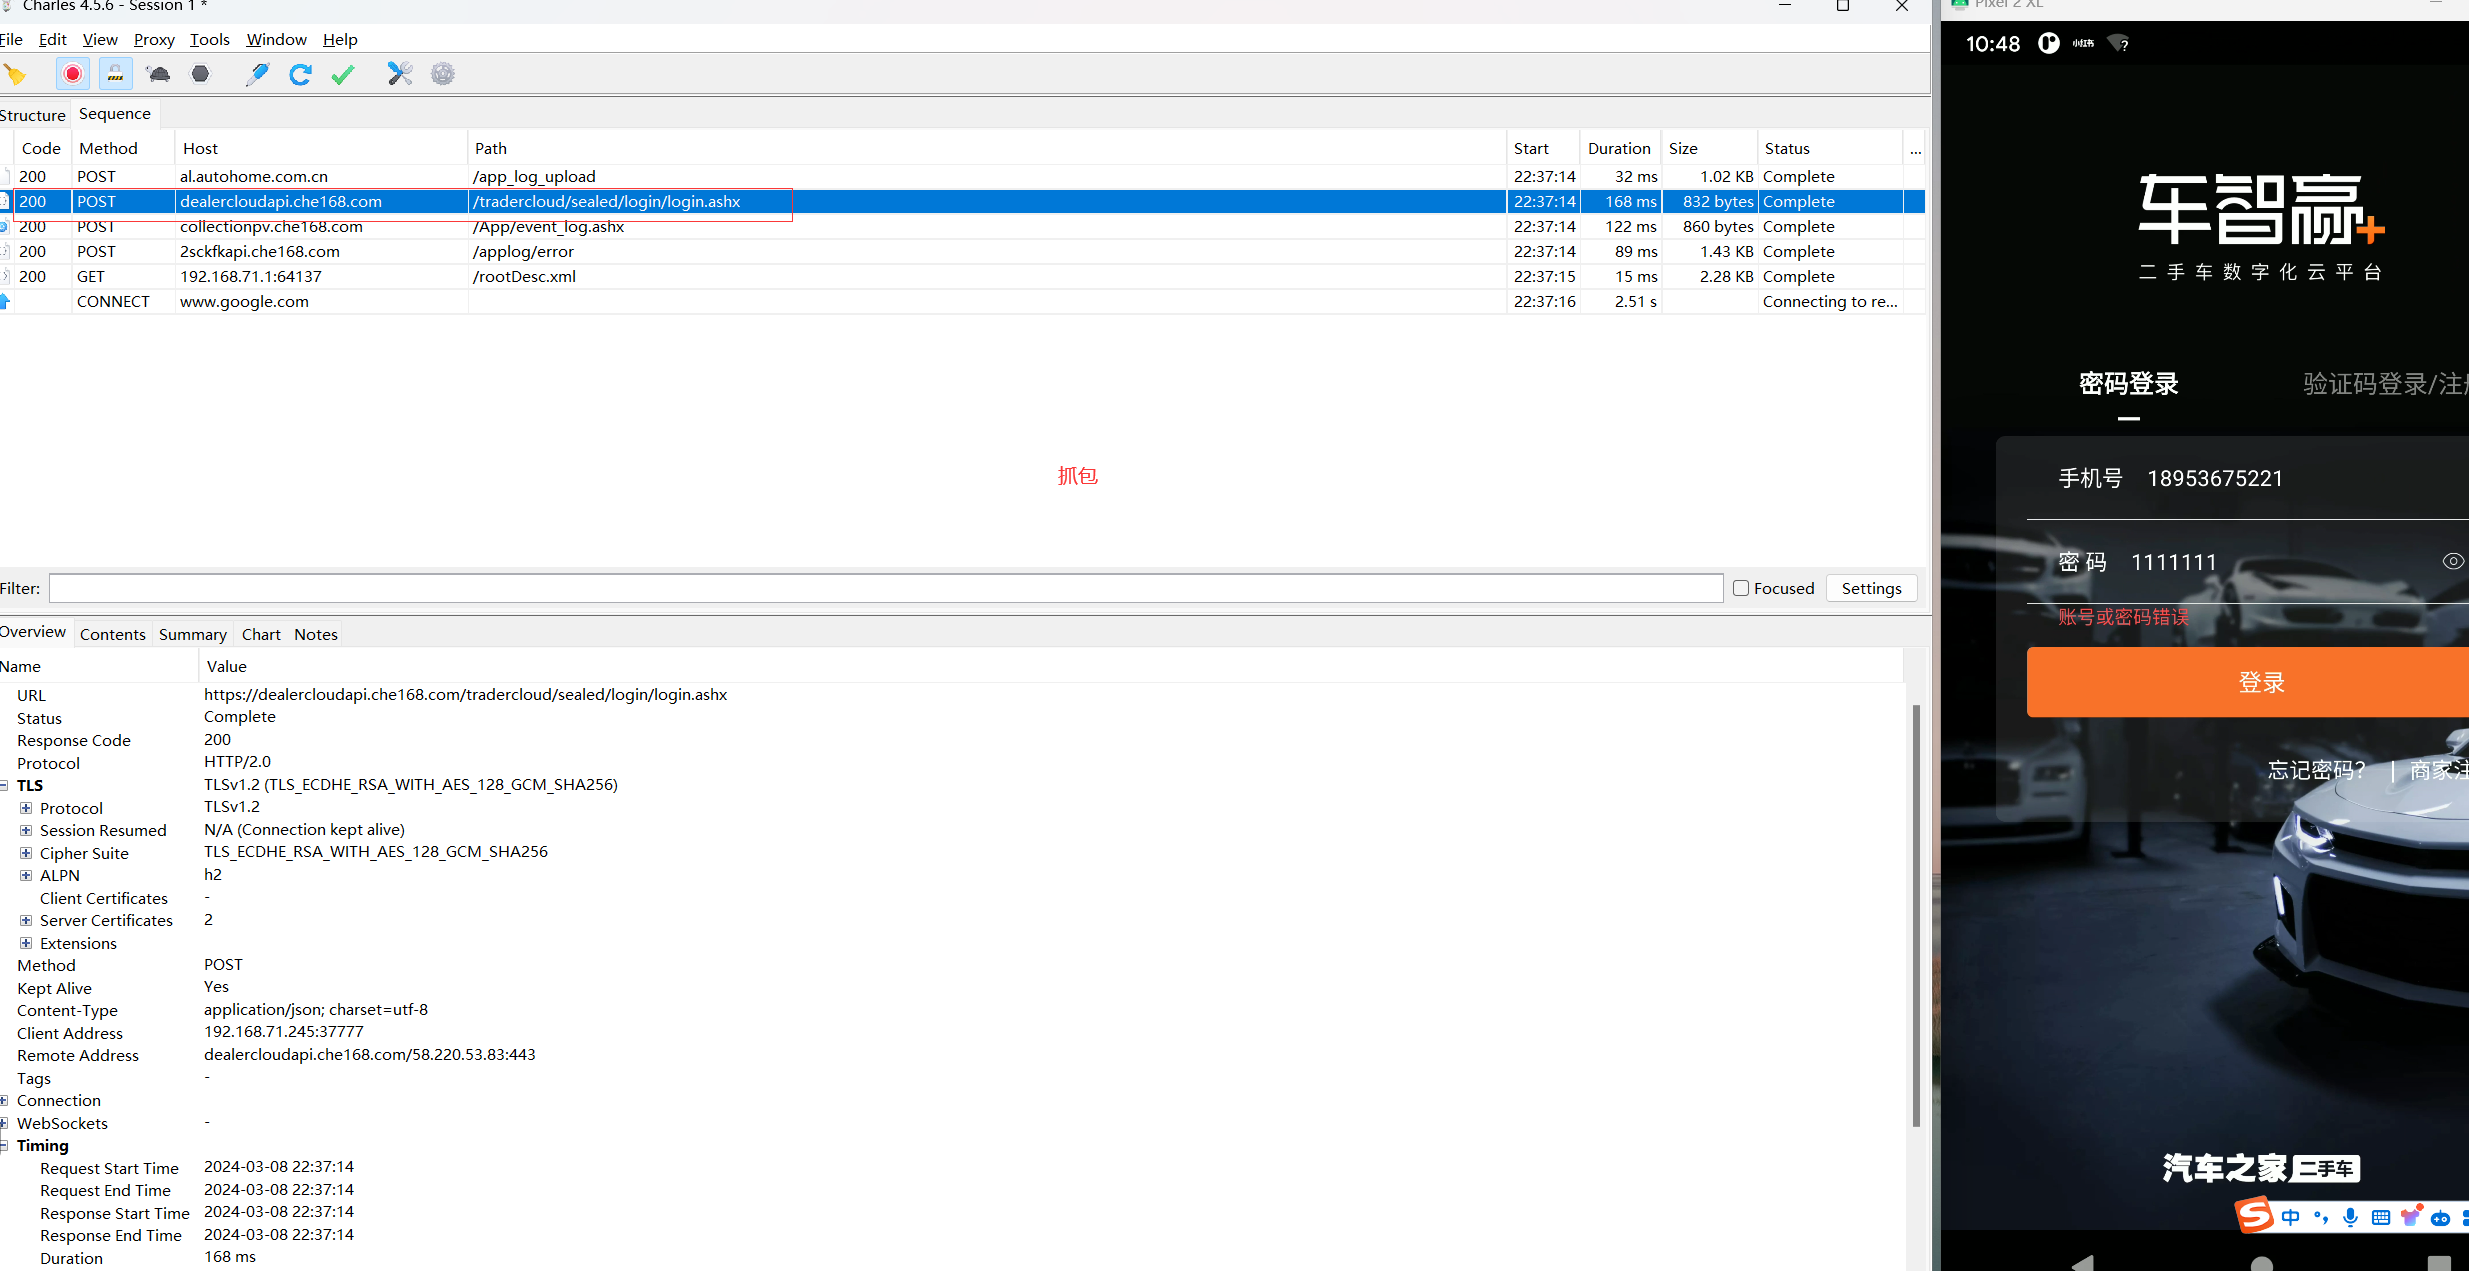 Charles 4.5.6 - Session 1 *
File Edit View Proxy Tools Window Help
Structure Sequence
Code Method Host Path Start Duration Size Status ...
200 POST al.autohome.com.cn /app_log_upload 22:37:14 32 ms 1.02 KB Complete
200 POST dealercloudapi.che168.com /tradercloud/sealed/login/login.ashx 22:37:14 168 ms 832 bytes Complete
200 POST collectionpv.che168.com /App/event_log.ashx 22:37:14 122 ms 860 bytes Complete
200 POST 2sckfkapi.che168.com /applog/error 22:37:14 89 ms 1.43 KB Complete
200 GET 192.168.71.1:64137 /rootDesc.xml 22:37:15 15 ms 2.28 KB Complete
CONNECT www.google.com 22:37:16 2.51 s Connecting to re...
抓包
Filter: Focused Settings
Overview Contents Summary Chart Notes
Name Value
URL https://dealercloudapi.che168.com/tradercloud/sealed/login/login.ashx
Status Complete
Response Code 200
Protocol HTTP/2.0
TLS TLSv1.2 (TLS_ECDHE_RSA_WITH_AES_128_GCM_SHA256)
Protocol TLSv1.2
Session Resumed N/A (Connection kept alive)
Cipher Suite TLS_ECDHE_RSA_WITH_AES_128_GCM_SHA256
ALPN h2
Client Certificates -
Server Certificates 2
Extensions
Method POST
Kept Alive Yes
Content-Type application/json; charset=utf-8
Client Address 192.168.71.245:37777
Remote Address dealercloudapi.che168.com/58.220.53.83:443
Tags -
Connection
WebSockets -
Timing
Request Start Time 2024-03-08 22:37:14
Request End Time 2024-03-08 22:37:14
Response Start Time 2024-03-08 22:37:14
Response End Time 2024-03-08 22:37:14
Duration 168 ms
Pixel 2 XL
10:48 小红书
车智赢+
二手车数字化云平台
密码登录 验证码登录/注册
手机号 18953675221
密 码 1111111
账号或密码错误
登录
忘记密码? | 商家注
汽车之家 二手车
中